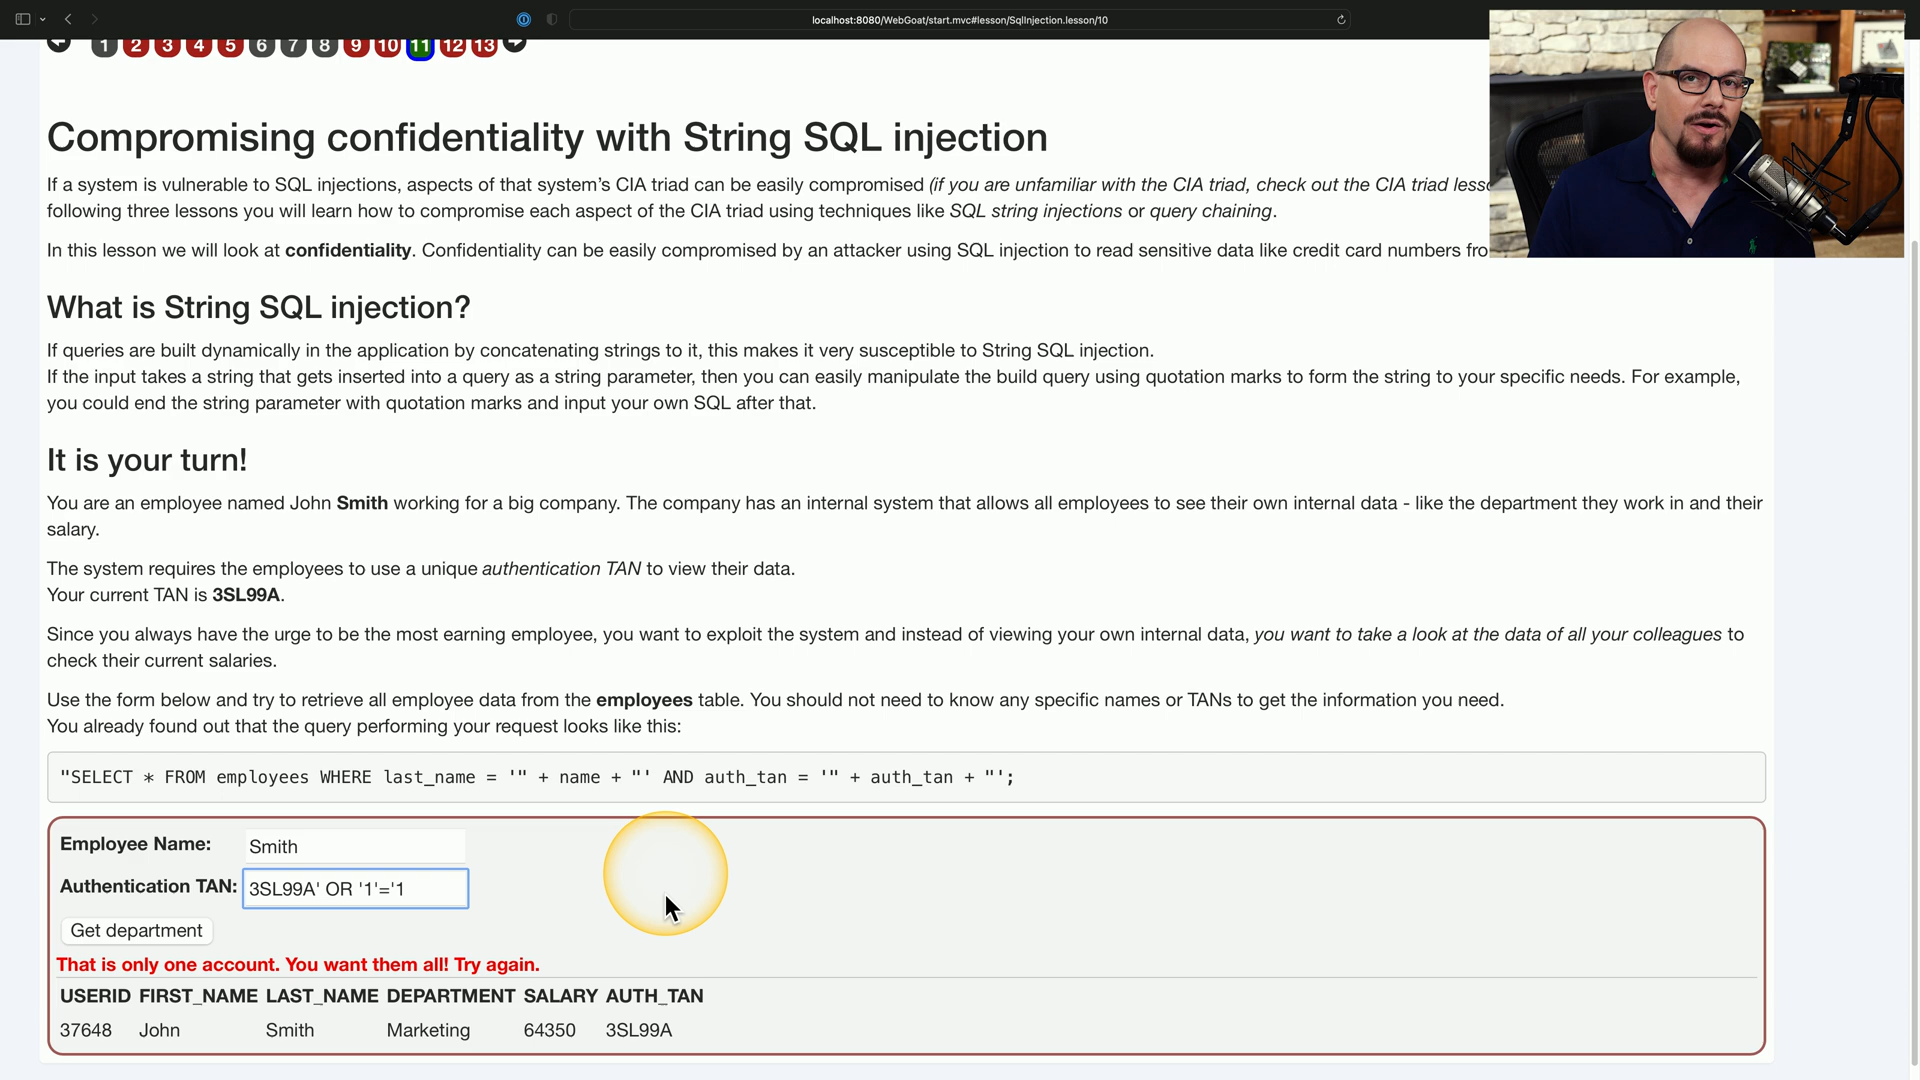 localhost:8080/WebGoat/start.mvc#lesson/SqlInjection.lesson/10
1 2 3 4 5 6 7 8 9 10 11 12 13
Compromising confidentiality with String SQL injection
If a system is vulnerable to SQL injections, aspects of that system's CIA triad can be easily compromised (if you are unfamiliar with the CIA triad, check out the CIA triad
following three lessons you will learn how to compromise each aspect of the CIA triad using techniques like SQL string injections or query chaining.
In this lesson we will look at confidentiality. Confidentiality can be easily compromised by an attacker using SQL injection to read sensitive data like credit card numbers
What is String SQL injection?
If queries are built dynamically in the application by concatenating strings to it, this makes it very susceptible to String SQL injection.
If the input takes a string that gets inserted into a query as a string parameter, then you can easily manipulate the build query using quotation marks to form the string to your specific needs. For example,
you could end the string parameter with quotation marks and input your own SQL after that.
It is your turn!
You are an employee named John Smith working for a big company. The company has an internal system that allows all employees to see their own internal data - like the department they work in and their
salary.
The system requires the employees to use a unique authentication TAN to view their data.
Your current TAN is 3SL99A.
Since you always have the urge to be the most earning employee, you want to exploit the system and instead of viewing your own internal data, you want to take a look at the data of all your colleagues to
check their current salaries.
Use the form below and try to retrieve all employee data from the employees table. You should not need to know any specific names or TANs to get the information you need.
You already found out that the query performing your request looks like this:
"SELECT * FROM employees WHERE last_name = '" + name + "' AND auth_tan = '" + auth_tan + "';
Employee Name: Smith
Authentication TAN: 3SL99A' OR '1'='1
Get department
That is only one account. You want them all! Try again.
USERID FIRST_NAME LAST_NAME DEPARTMENT SALARY AUTH_TAN
37648 John Smith Marketing 64350 3SL99A